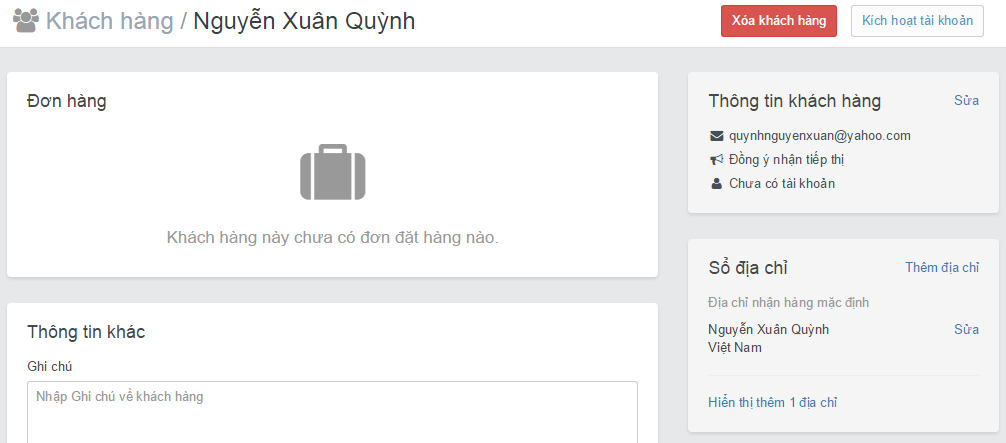 Khách hàng / Nguyễn Xuân Quỳnh
Xóa khách hàng
Kích hoạt tài khoản
Đơn hàng
Khách hàng này chưa có đơn đặt hàng nào.
Thông tin khác
Ghi chú
Nhập Ghi chú về khách hàng
Thông tin khách hàng
Sửa
quynhnguyenxuan@yahoo.com
Đồng ý nhận tiếp thị
Chưa có tài khoản
Sổ địa chỉ
Thêm địa chỉ
Địa chỉ nhận hàng mặc định
Nguyễn Xuân Quỳnh
Sửa
Việt Nam
Hiển thị thêm 1 địa chỉ